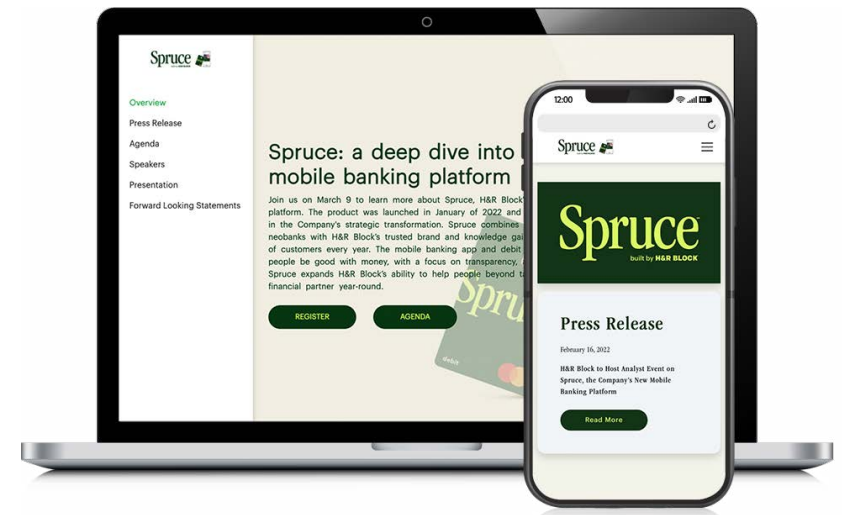 Spruce
Overview
Press Release
Agenda
Speakers
Presentation
Forward Looking Statements
Spruce: a deep dive into
mobile banking platform
Join us on March 9 to learn more about Spruce, H&R Block'
platform. The product was launched in January of 2022 and
in the Company's strategic transformation. Spruce combines
neobanks with H&R Block's trusted brand and knowledge gai
of customers every year. The mobile banking app and debit
people be good with money, with a focus on transparency,
Spruce expands H&R Block's ability to help people beyond ta
financial partner year-round.
REGISTER
AGENDA
Spru
debit
12:00
Spruce
Spruce
built by H&R BLOCK
Press Release
February 16, 2022
H&R Block to Host Analyst Event on
Spruce, the Company's New Mobile
Banking Platform
Read More